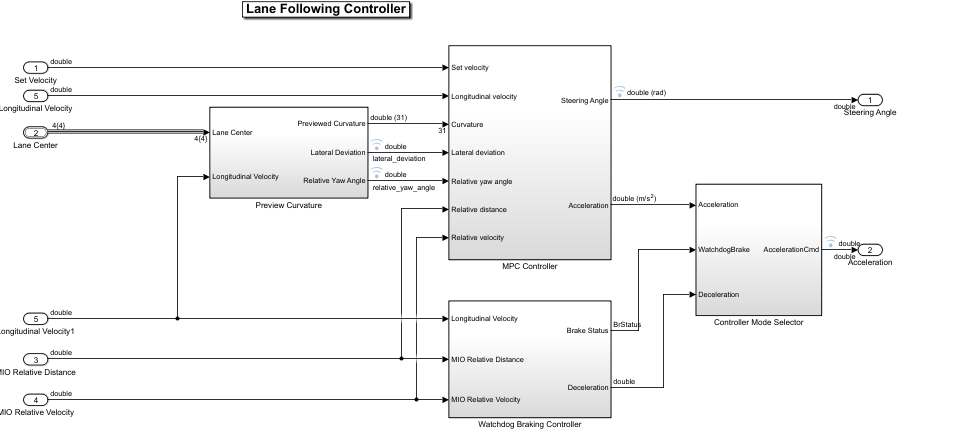 Lane Following Controller
1
double
Set Velocity
5
double
Longitudinal Velocity
2
4(4)
4(4)
Lane Center
Lane Center
Longitudinal Velocity
Previewed Curvature
Lateral Deviation
Relative Yaw Angle
Preview Curvature
double (31)
31
double
lateral_deviation
double
relative_yaw_angle
Set velocity
Longitudinal velocity
Curvature
Lateral deviation
Relative yaw angle
Relative distance
Relative velocity
Steering Angle
Acceleration
MPC Controller
double (rad)
double
1
Steering Angle
double (m/s²)
Acceleration
WatchdogBrake
Deceleration
AccelerationCmd
Controller Mode Selector
double
double
2
Acceleration
5
double
Longitudinal Velocity1
3
double
MIO Relative Distance
4
double
MIO Relative Velocity
Longitudinal Velocity
MIO Relative Distance
MIO Relative Velocity
Brake Status
Deceleration
BrStatus
double
Watchdog Braking Controller